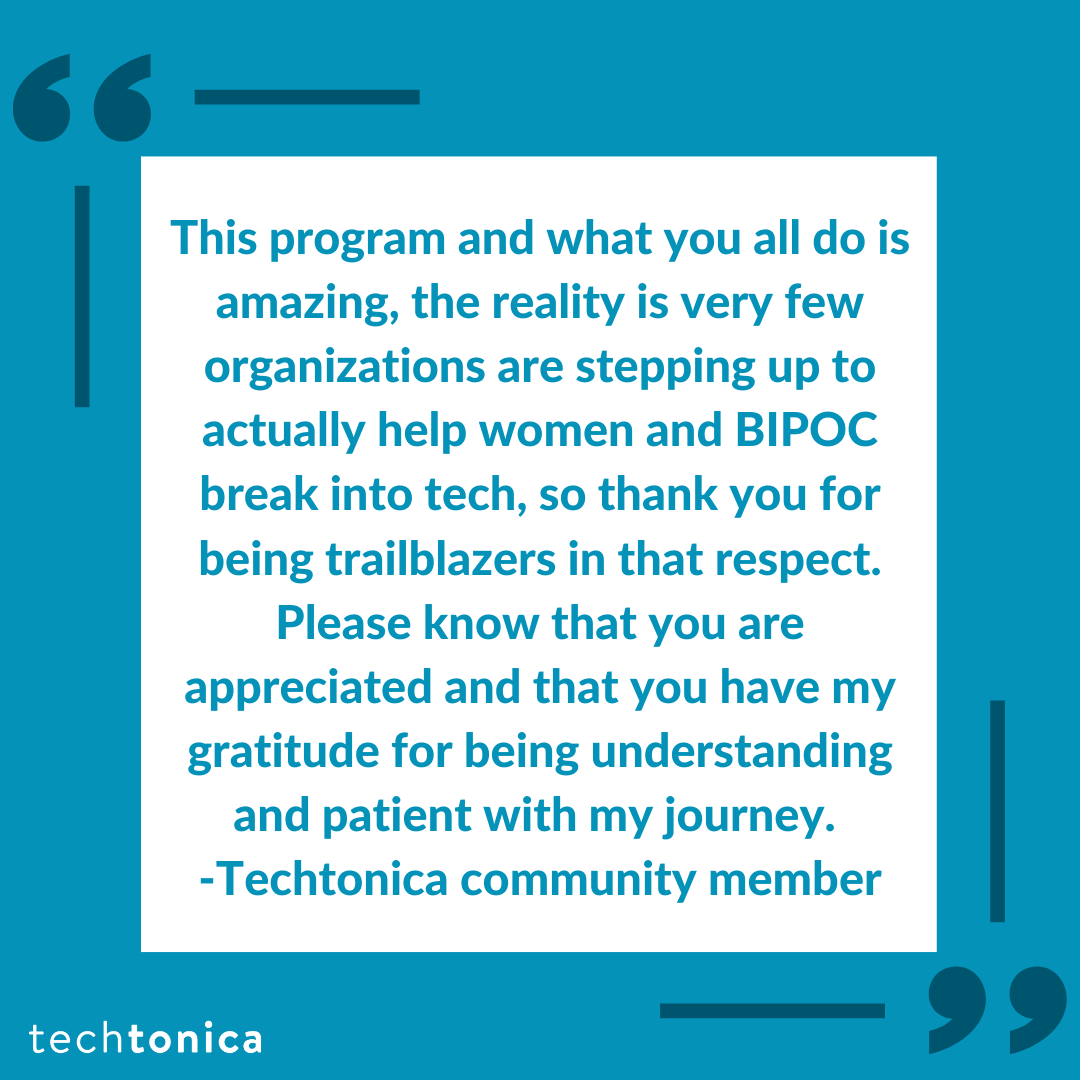 This program and what you all do is
amazing, the reality is very few
organizations are stepping up to
actually help women and BIPOC
break into tech, so thank you for
being trailblazers in that respect.
Please know that you are
appreciated and that you have my
gratitude for being understanding
and patient with my journey.
-Techtonica community member
techtonica